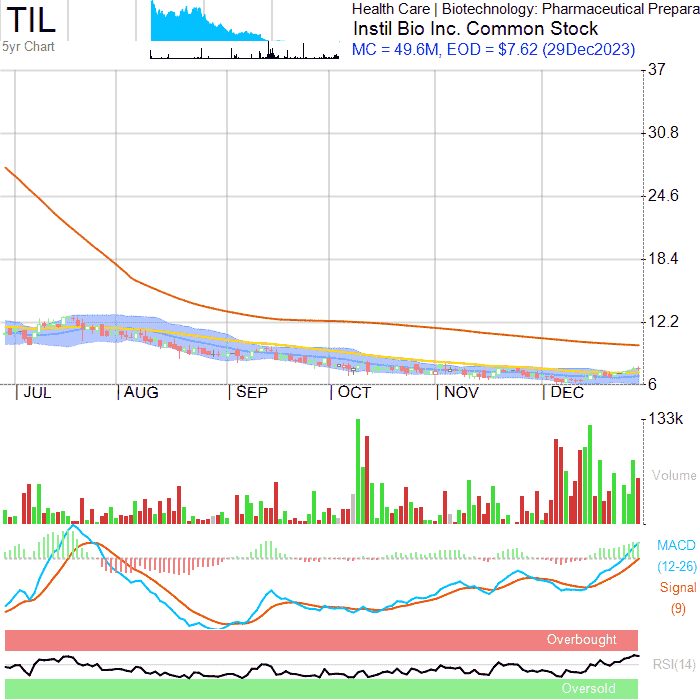 TIL
5yr Chart
Health Care | Biotechnology: Pharmaceutical Prepara
Instil Bio Inc. Common Stock
MC = 49.6M, EOD = $7.62 (29Dec2023)
37
30.8
24.6
18.4
12.2
6
JUL AUG SEP OCT NOV DEC
133k
Volume
MACD
(12-26)
Signal
(9)
Overbought
RSI(14)
Oversold